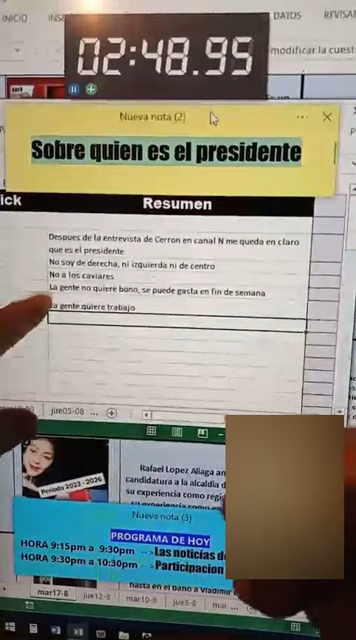 INICIO
DATOS
REVISAR
02:48.95
modificar la cuest
Nueva nota (2)
Sobre quien es el presidente
ick
Resumen
Despues de la entrevista de Cerron en canal N me queda en claro
que es el presidente
No soy de derecha, ni izquierda ni de centro
No a los caviares
La gente no quiere bono, se puede gasta en fin de semana
La gente quiere trabajo
jue05-08 ...
Periodo 2023 - 2026
Rafael Lopez Aliaga an
candidatura a la alcaldia d
su experiencia como regi
Nueva nota (3)
PROGRAMA DE HOY
HORA 9:15pm a 9:30pm -->Las noticias d
HORA 9:30pm a 10:30pm -->Participacion
hasta en el baño a Vladimir
mar17-8
jue12-8
mar10-8
jue5-8